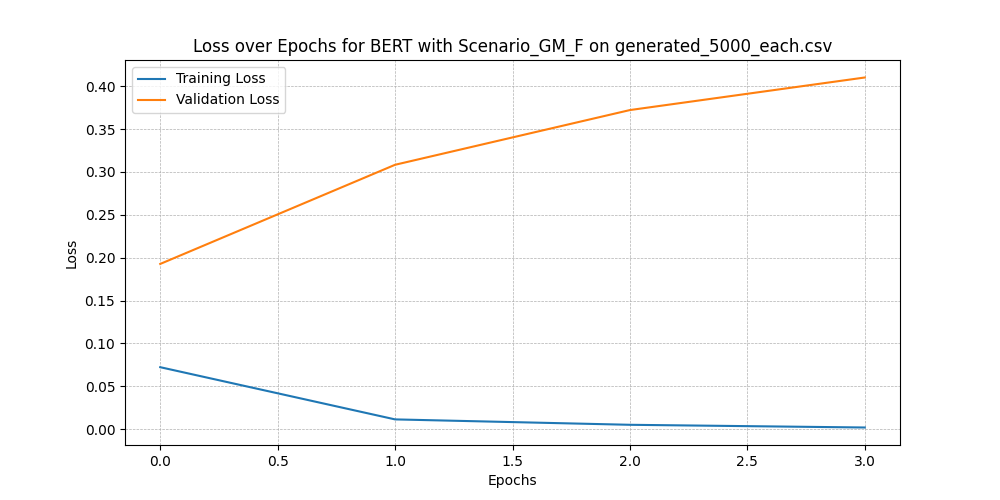 Loss over Epochs for BERT with Scenario_GM_F on generated_5000_each.csv
Training Loss
Validation Loss
0.40
0.35
0.30
0.25
0.20
0.15
0.10
0.05
0.00
Loss
0.0 0.5 1.0 1.5 2.0 2.5 3.0
Epochs